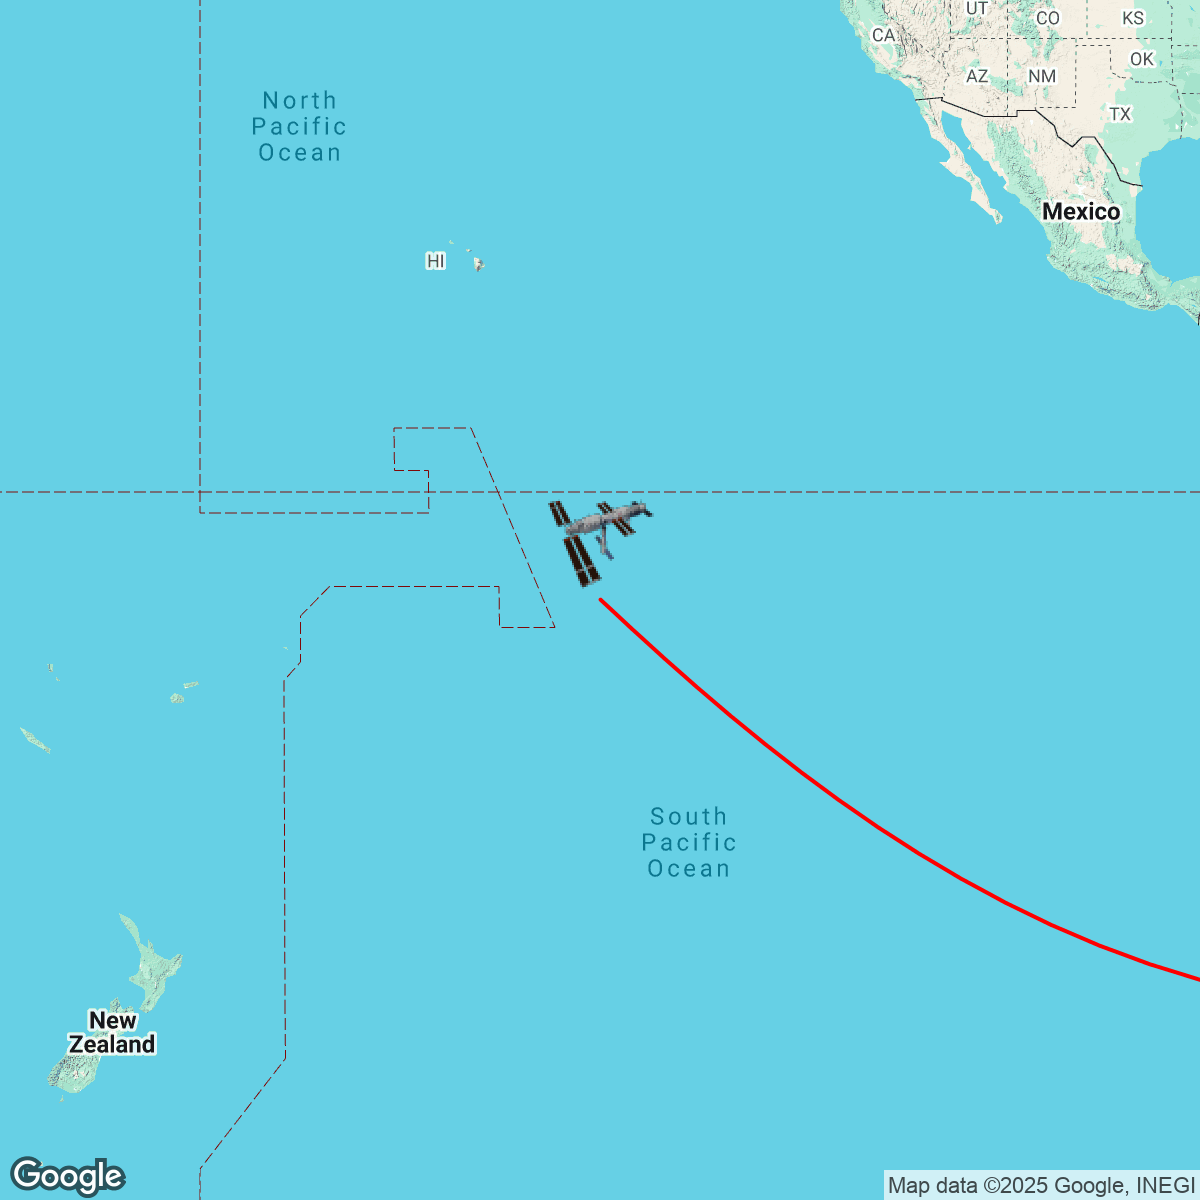 UT
CO
KS
CA
OK
AZ
NM
North
Pacific
Ocean
TX
Mexico
HI
South
Pacific
Ocean
New
Zealand
Google
Map data ©2025 Google, INEGI